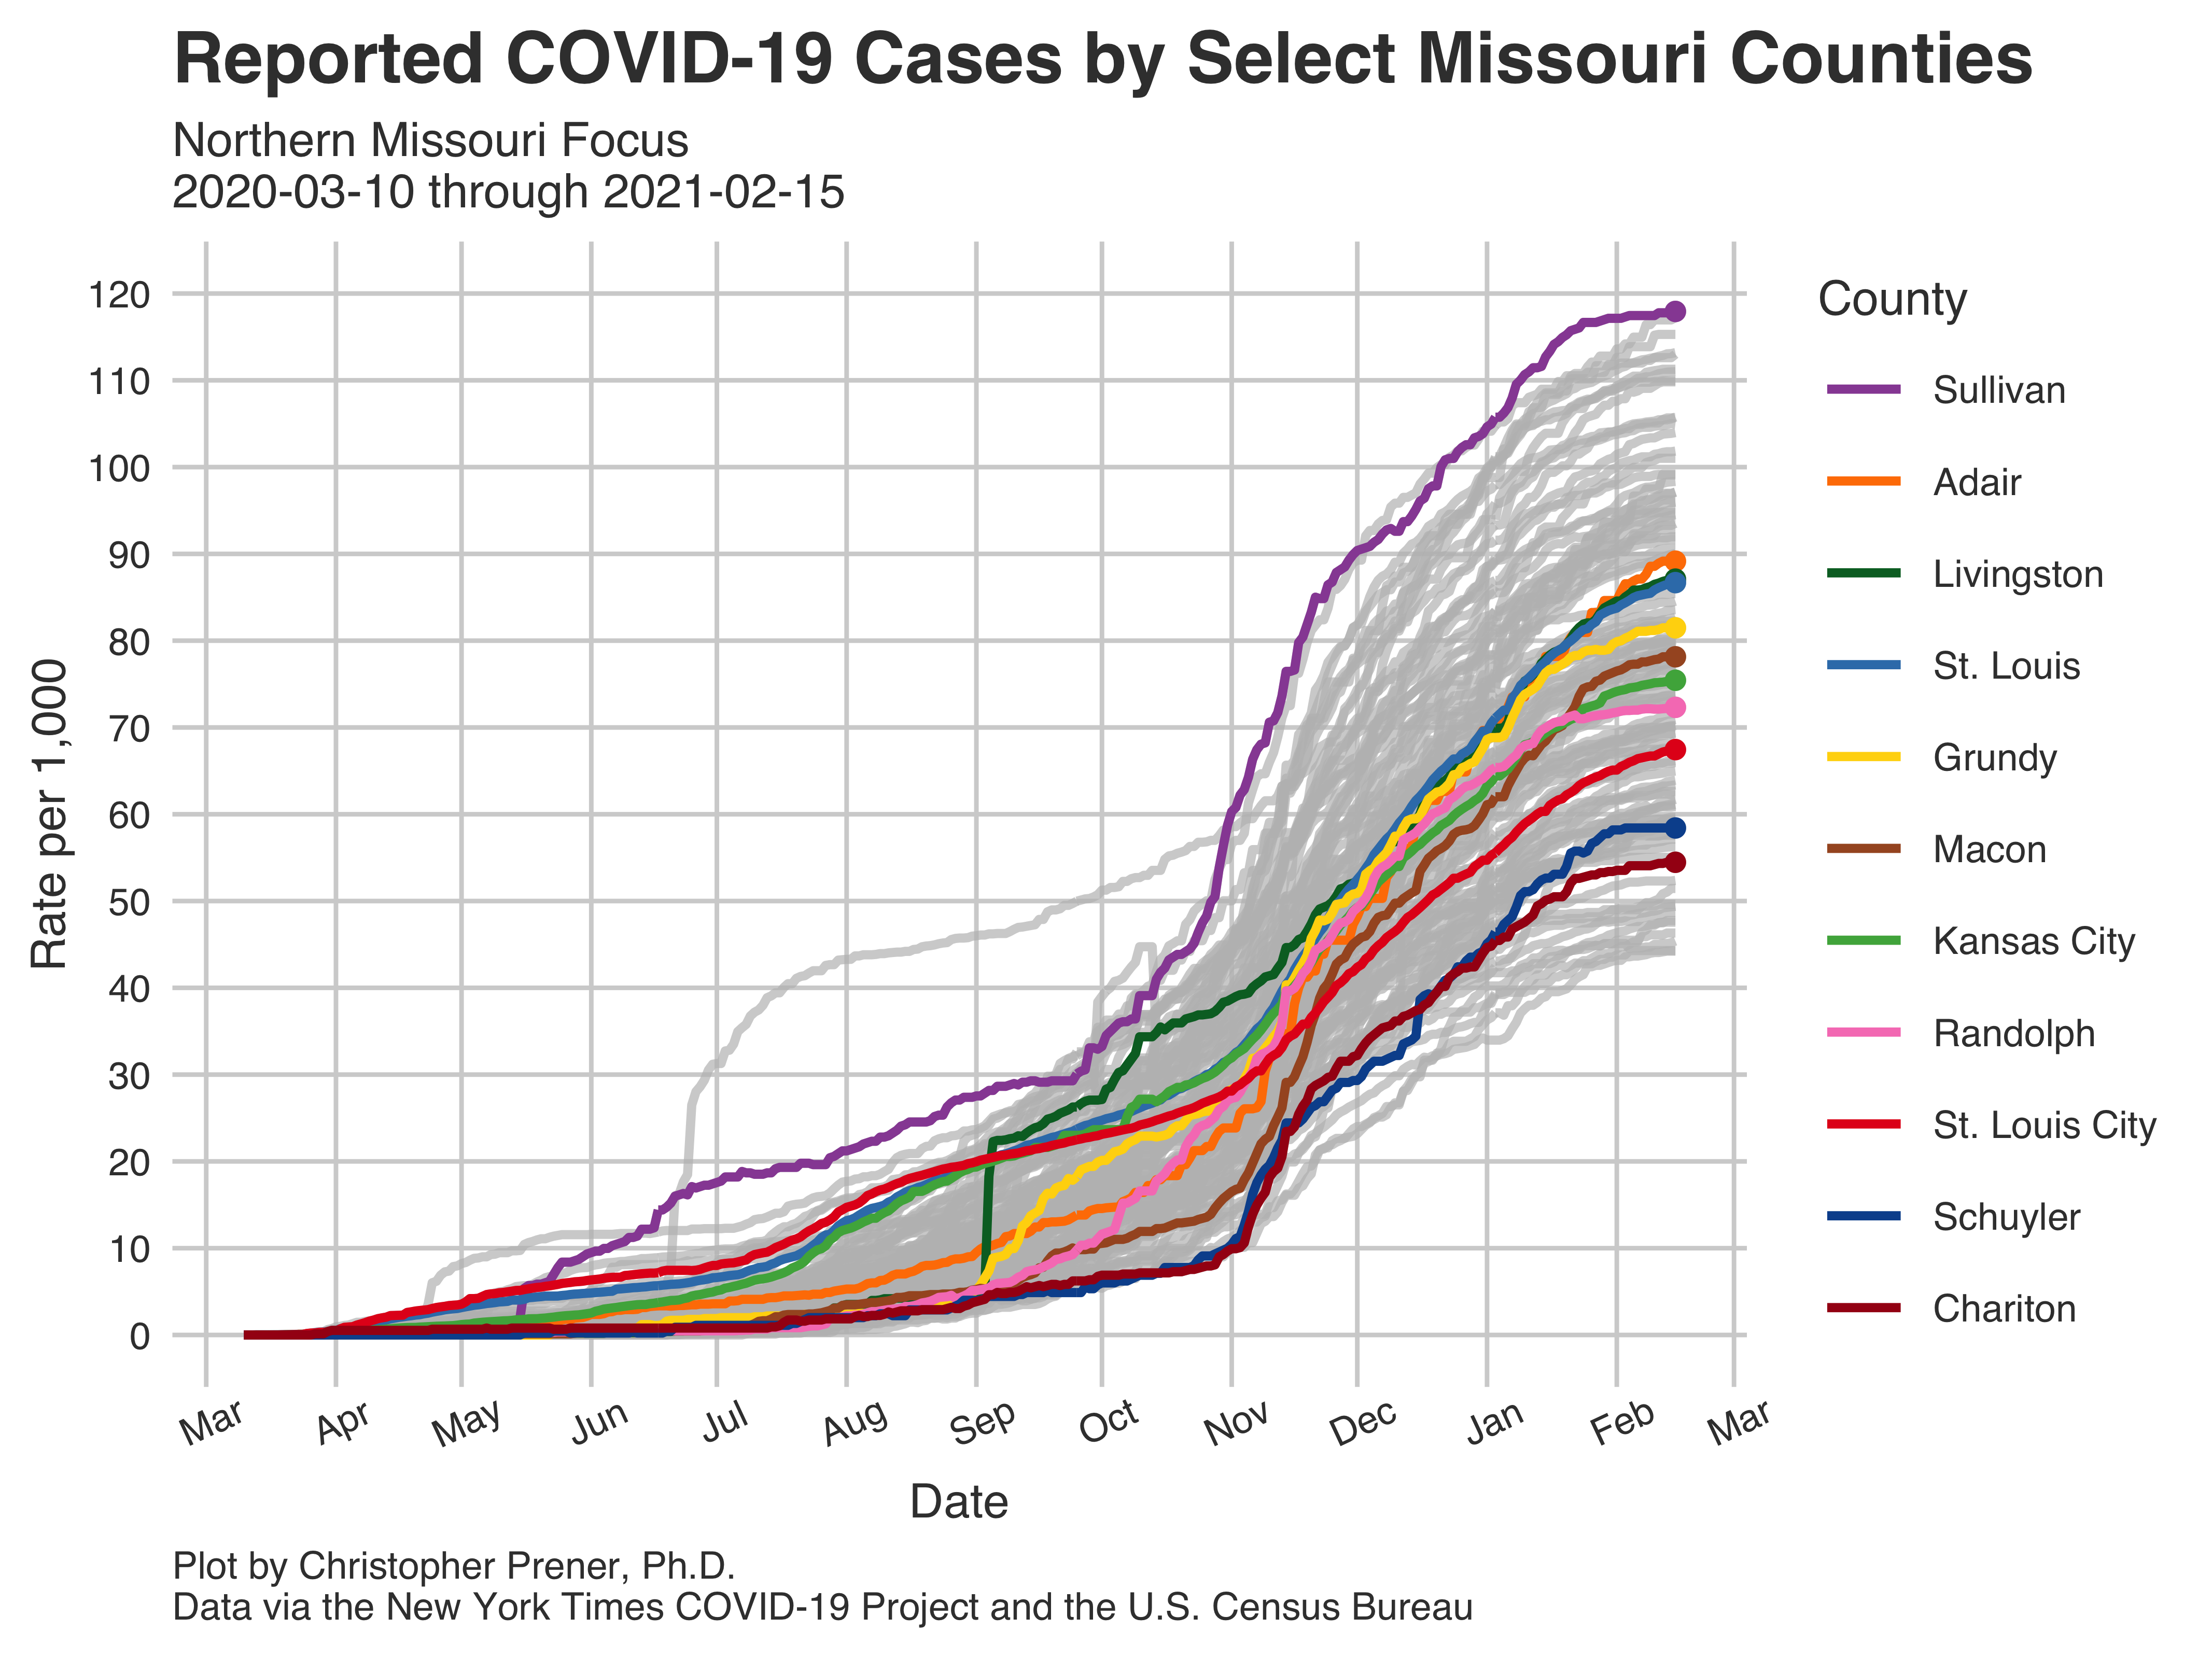 Reported COVID-19 Cases by Select Missouri Counties
Northern Missouri Focus
2020-03-10 through 2021-02-15
Rate per 1,000
120
110
100
90
80
70
60
50
40
30
20
10
0
Mar Apr May Jun Jul Aug Sep Oct Nov Dec Jan Feb Mar
Date
County
Sullivan
Adair
Livingston
St. Louis
Grundy
Macon
Kansas City
Randolph
St. Louis City
Schuyler
Chariton
Plot by Christopher Prener, Ph.D.
Data via the New York Times COVID-19 Project and the U.S. Census Bureau